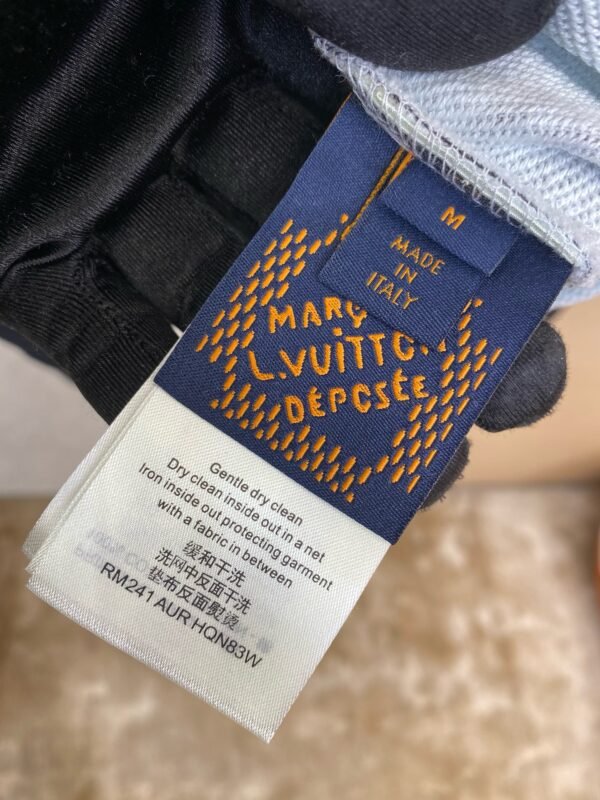 M
MADE
IN
ITALY
L.VUITTON
DÉPOSÉE
Gentle dry clean
Dry clean inside out in a net
Iron inside out protecting garment
with a fabric in between
缓和干洗
洗网中反面干洗
垫布反面熨烫
RM241 AUR HQN83W